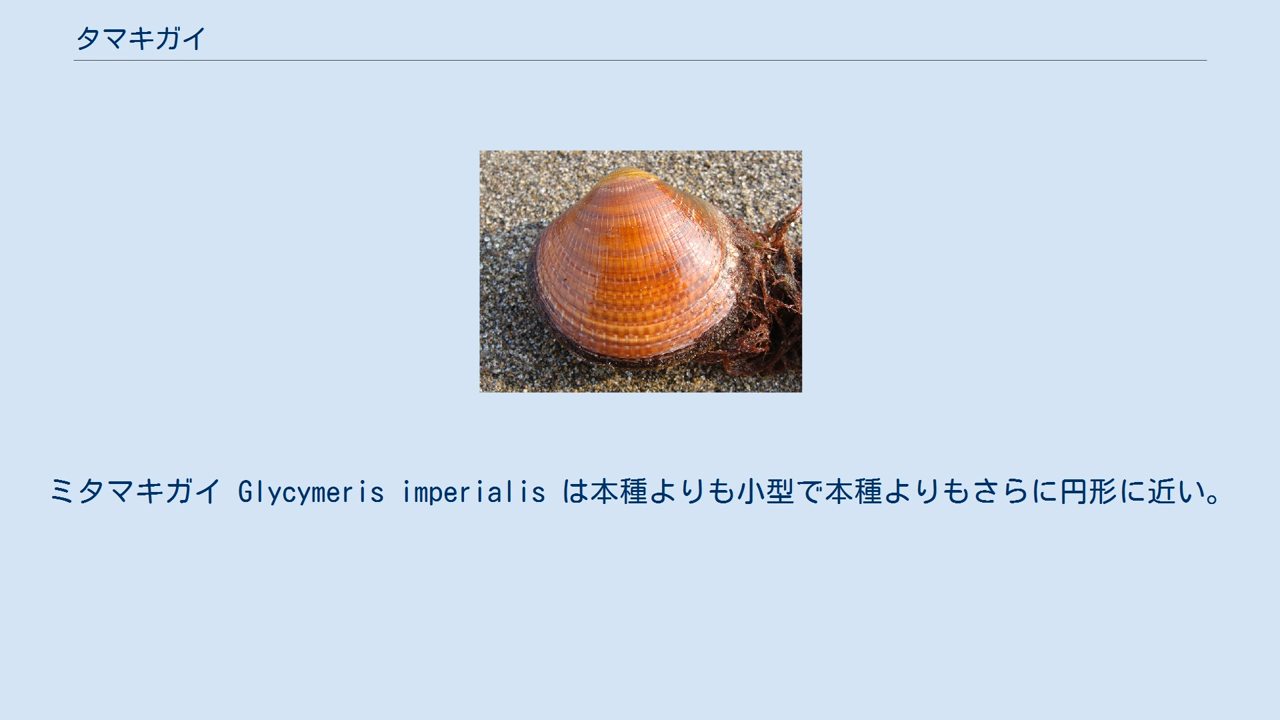 タマキガイ
ミタマキガイ Glycymeris imperialis は本種よりも小型で本種よりもさらに円形に近い。